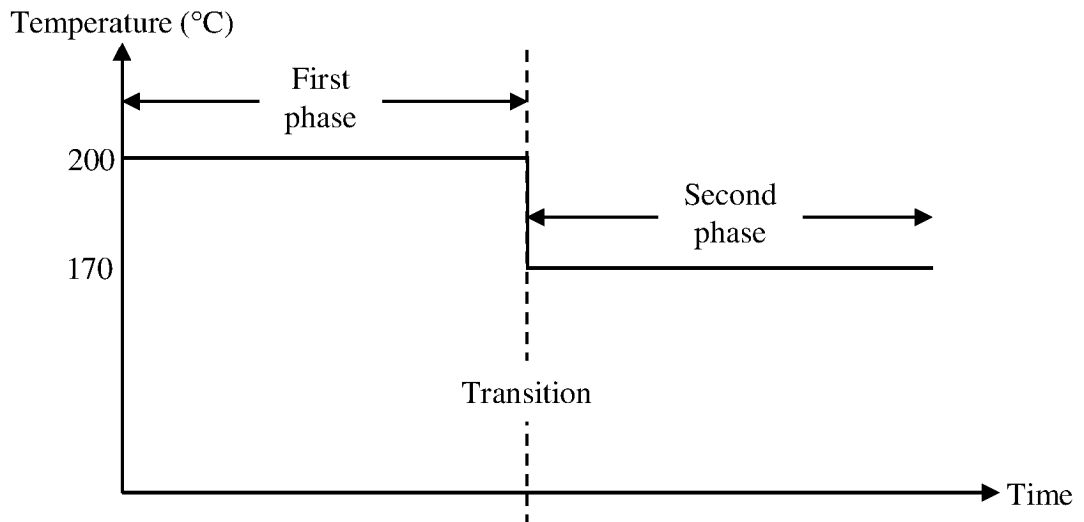 Temperature (°C)
First
phase
200
Second
phase
170
Transition
Time